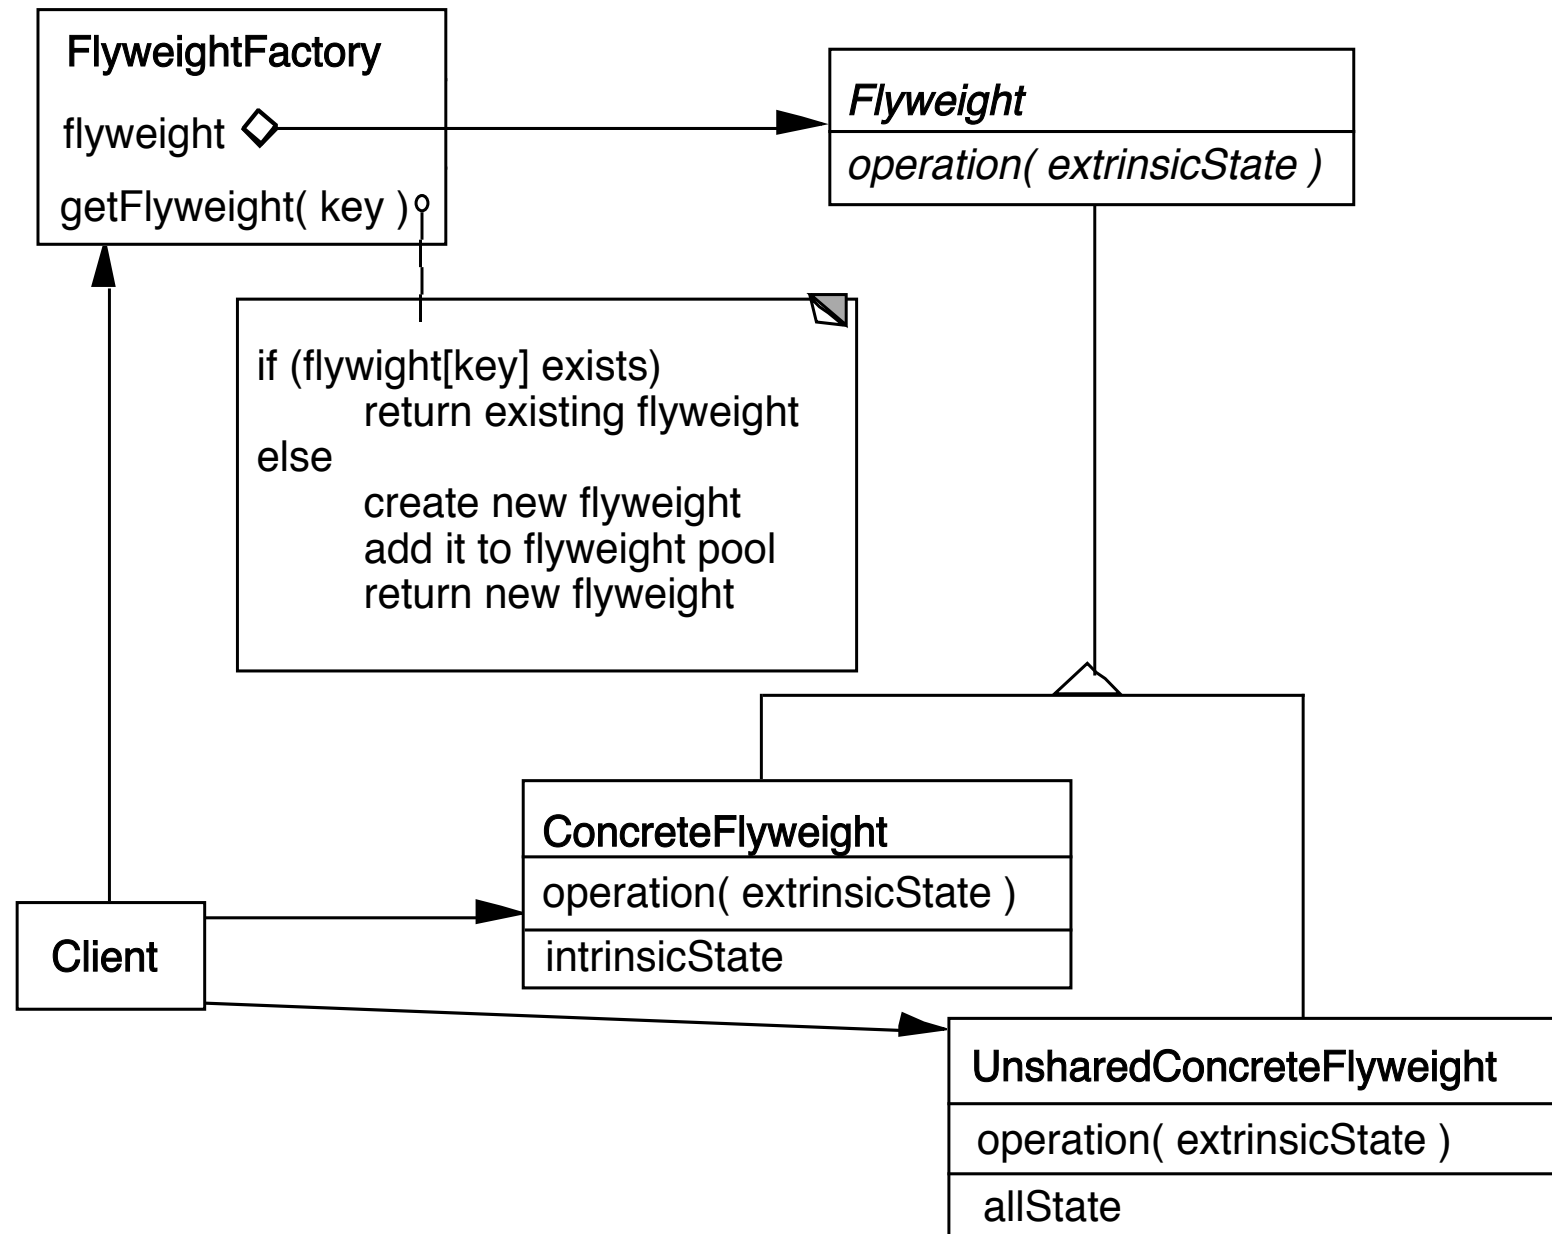 FlyweightFactory
flyweight
getFlyweight( key )
Flyweight
operation( extrinsicState )
if (flywight[key] exists)
return existing flyweight
else
create new flyweight
add it to flyweight pool
return new flyweight
ConcreteFlyweight
operation( extrinsicState )
intrinsicState
Client
UnsharedConcreteFlyweight
operation( extrinsicState )
allState